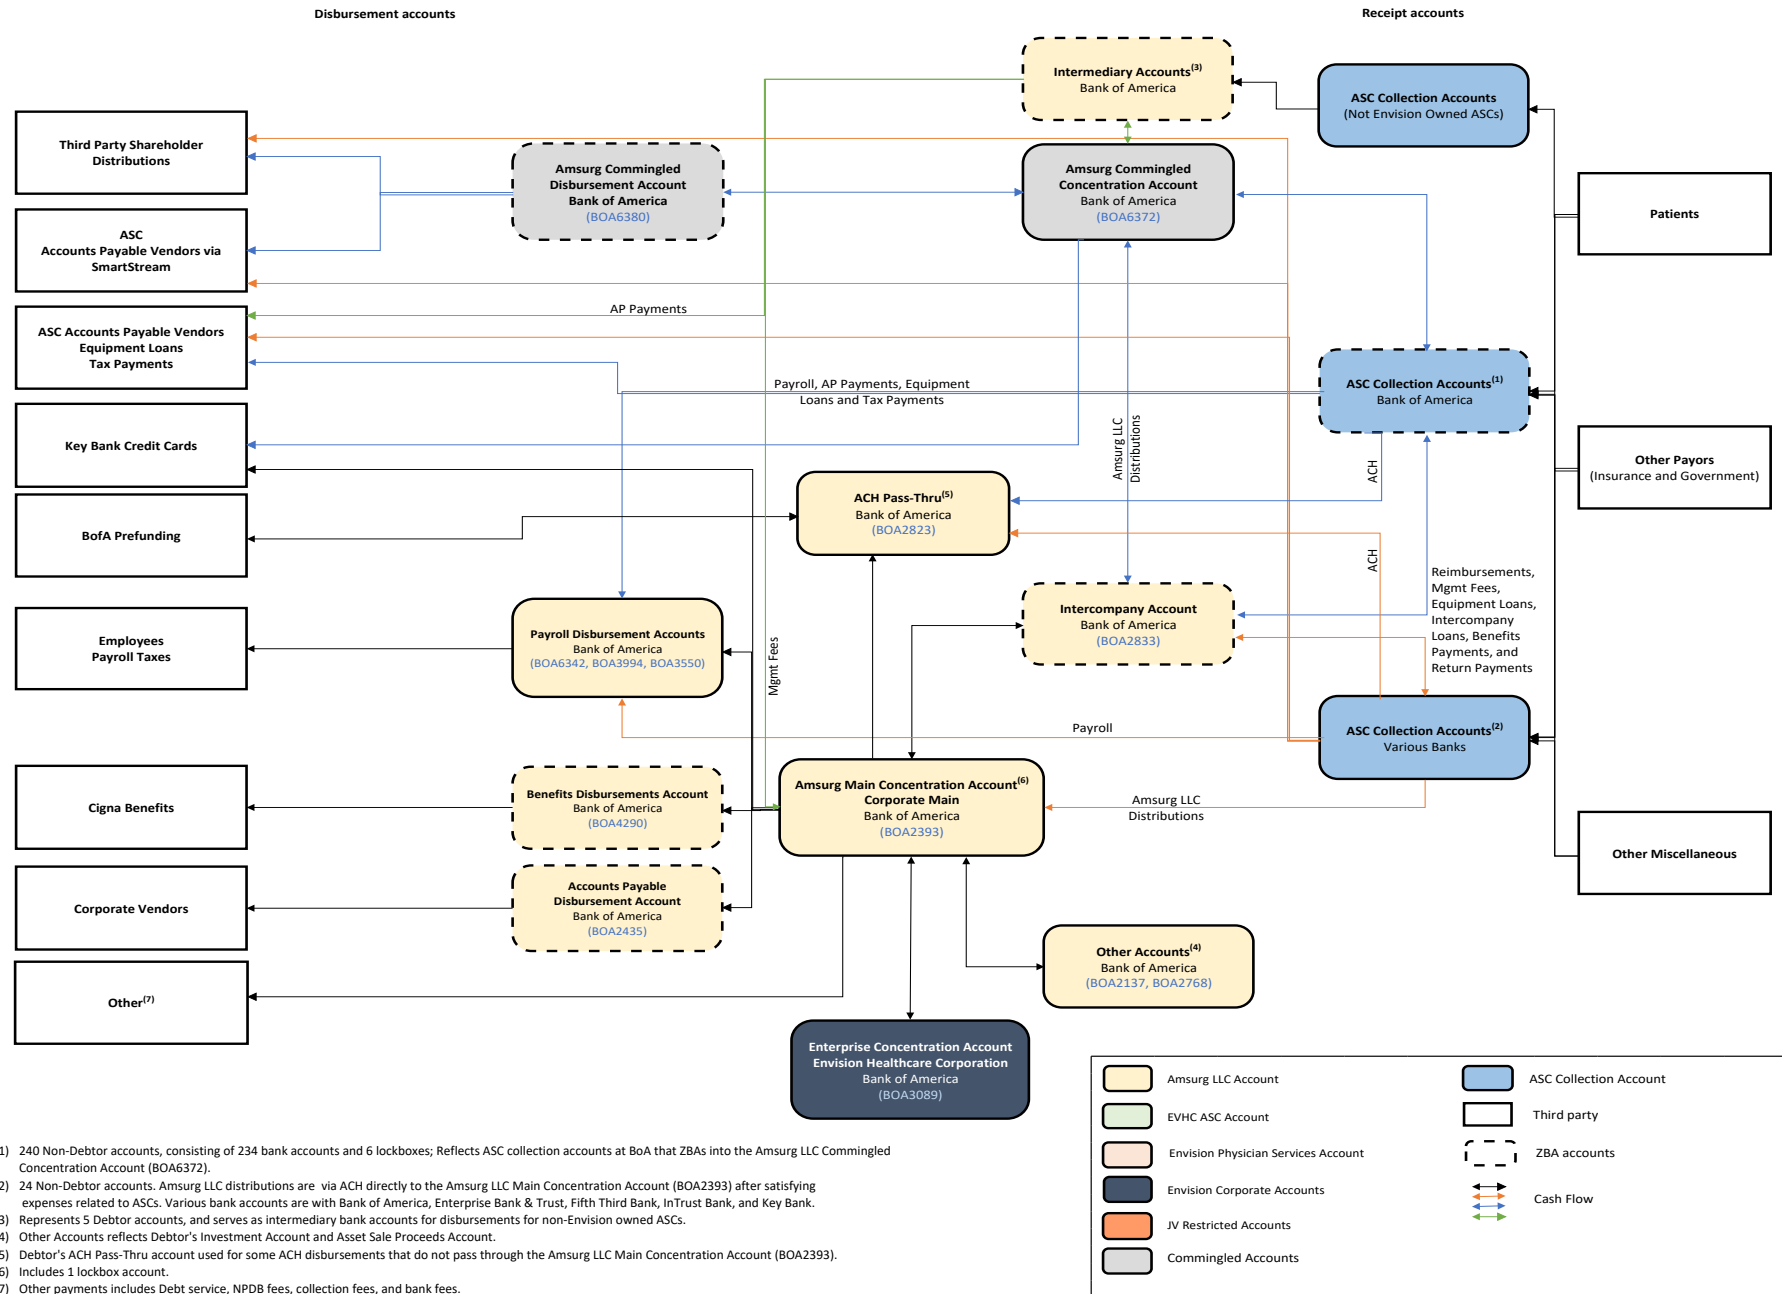 Disbursement accounts
Receipt accounts
Intermediary Accounts(3)
Bank of America
ASC Collection Accounts
(Not Envision Owned ASCs)
Third Party Shareholder
Distributions
Amsurg Commingled
Disbursement Account
Bank of America
(BOA6380)
Amsurg Commingled
Concentration Account
Bank of America
(BOA6372)
Patients
ASC
Accounts Payable Vendors via
SmartStream
AP Payments
ASC Accounts Payable Vendors
Equipment Loans
Tax Payments
Payroll, AP Payments, Equipment
Loans and Tax Payments
ASC Collection Accounts(1)
Bank of America
Key Bank Credit Cards
Amsurg LLC
Distributions
ACH
Other Payors
(Insurance and Government)
ACH Pass-Thru(5)
Bank of America
(BOA2823)
BofA Prefunding
ACH
Reimbursements,
Mgmt Fees,
Equipment Loans,
Intercompany
Loans, Benefits
Payments, and
Return Payments
Intercompany Account
Bank of America
(BOA2833)
Employees
Payroll Taxes
Payroll Disbursement Accounts
Bank of America
(BOA6342, BOA3994, BOA3550)
Mgmt Fees
Payroll
ASC Collection Accounts(2)
Various Banks
Cigna Benefits
Benefits Disbursements Account
Bank of America
(BOA4290)
Amsurg Main Concentration Account(6)
Corporate Main
Bank of America
(BOA2393)
Amsurg LLC
Distributions
Other Miscellaneous
Corporate Vendors
Accounts Payable
Disbursement Account
Bank of America
(BOA2435)
Other Accounts(4)
Bank of America
(BOA2137, BOA2768)
Other(7)
Enterprise Concentration Account
Envision Healthcare Corporation
Bank of America
(BOA3089)
Amsurg LLC Account
EVHC ASC Account
Envision Physician Services Account
Envision Corporate Accounts
JV Restricted Accounts
Commingled Accounts
ASC Collection Account
Third party
ZBA accounts
Cash Flow
1) 240 Non-Debtor accounts, consisting of 234 bank accounts and 6 lockboxes; Reflects ASC collection accounts at BoA that ZBAs into the Amsurg LLC Commingled
Concentration Account (BOA6372).
2) 24 Non-Debtor accounts. Amsurg LLC distributions are via ACH directly to the Amsurg LLC Main Concentration Account (BOA2393) after satisfying
expenses related to ASCs. Various bank accounts are with Bank of America, Enterprise Bank & Trust, Fifth Third Bank, InTrust Bank, and Key Bank.
3) Represents 5 Debtor accounts, and serves as intermediary bank accounts for disbursements for non-Envision owned ASCs.
4) Other Accounts reflects Debtor's Investment Account and Asset Sale Proceeds Account.
5) Debtor's ACH Pass-Thru account used for some ACH disbursements that do not pass through the Amsurg LLC Main Concentration Account (BOA2393).
6) Includes 1 lockbox account.
7) Other payments includes Debt service, NPDB fees, collection fees, and bank fees.